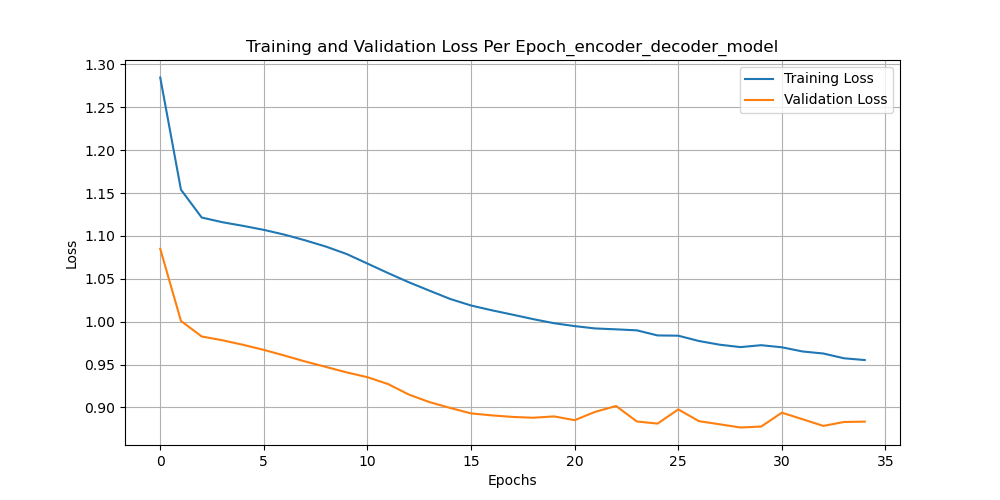 Training and Validation Loss Per Epoch_encoder_decoder_model
Training Loss
Validation Loss
1.30
1.25
1.20
1.15
1.10
1.05
1.00
0.95
0.90
Loss
0 5 10 15 20 25 30 35
Epochs